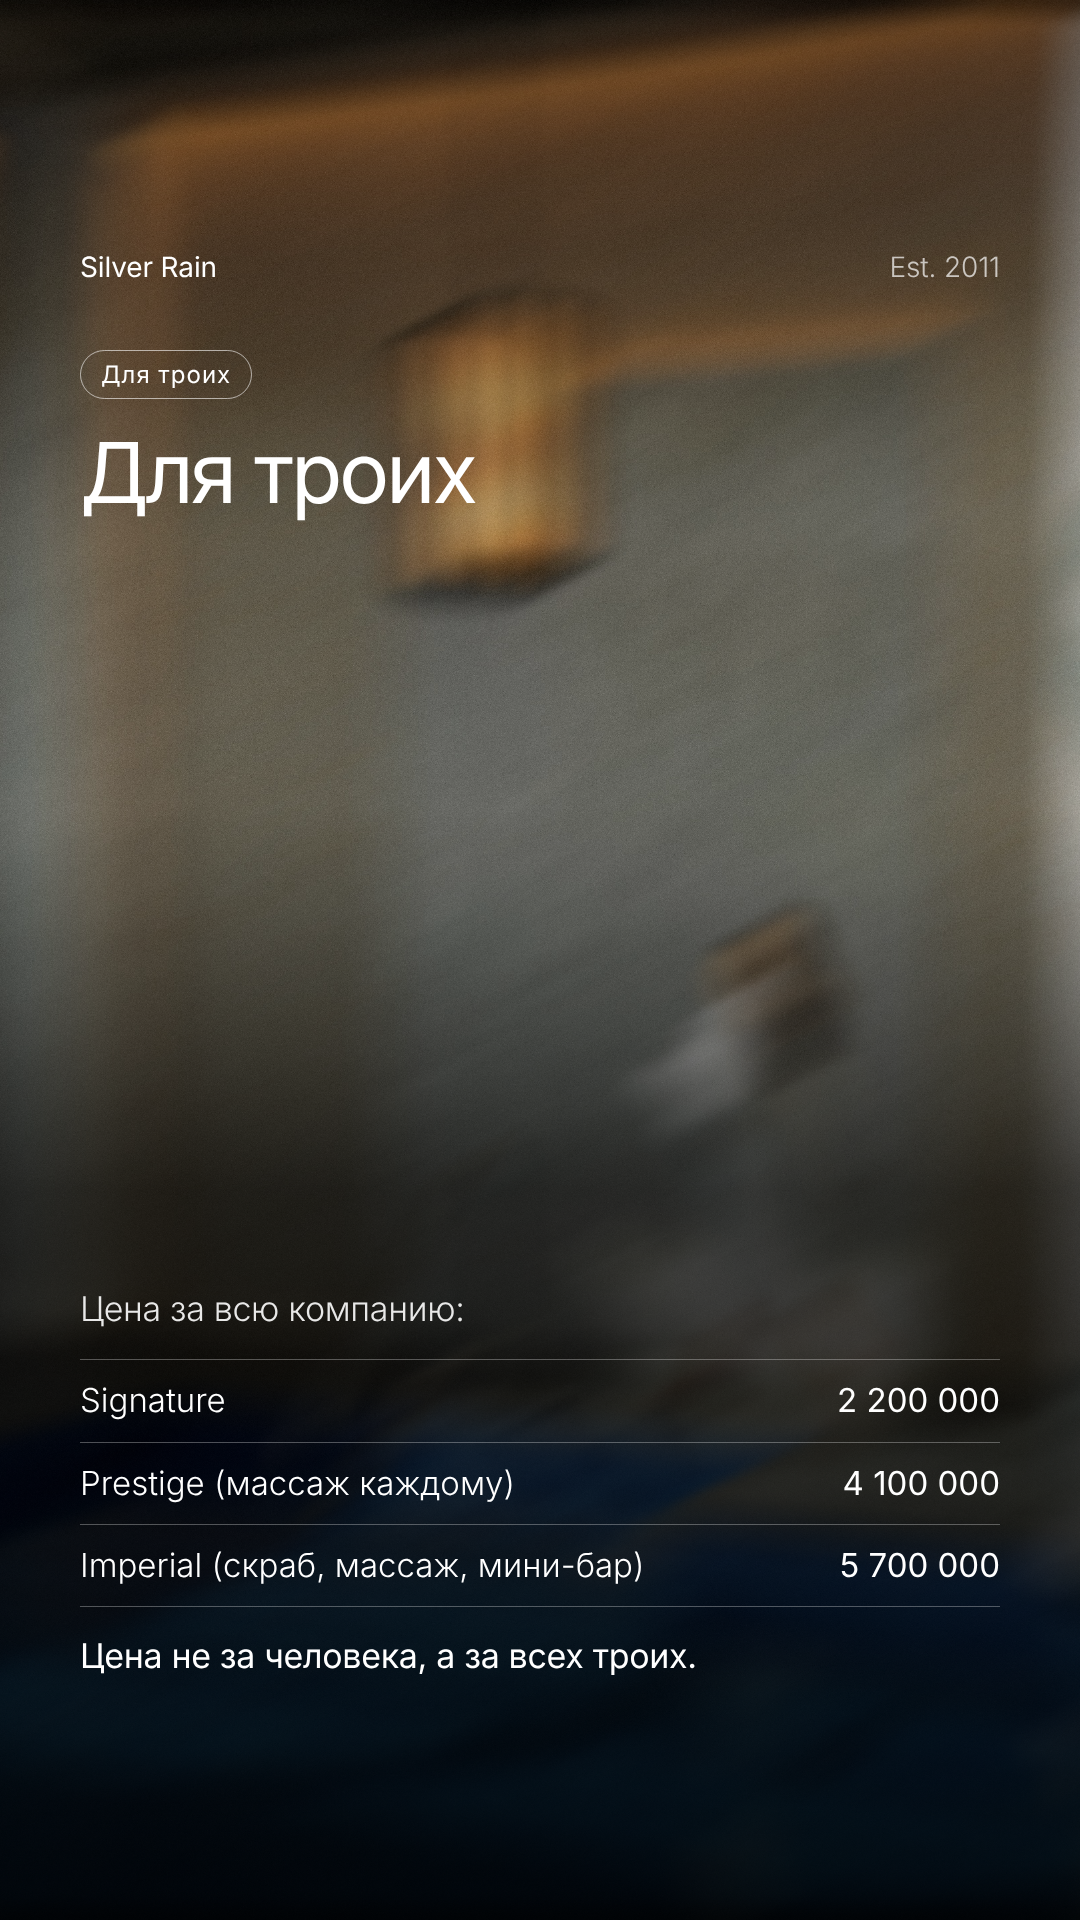 Silver Rain
Est. 2011
Для троих
Для троих
Цена за всю компанию:
Signature 2 200 000
Prestige (массаж каждому) 4 100 000
Imperial (скраб, массаж, мини-бар) 5 700 000
Цена не за человека, а за всех троих.